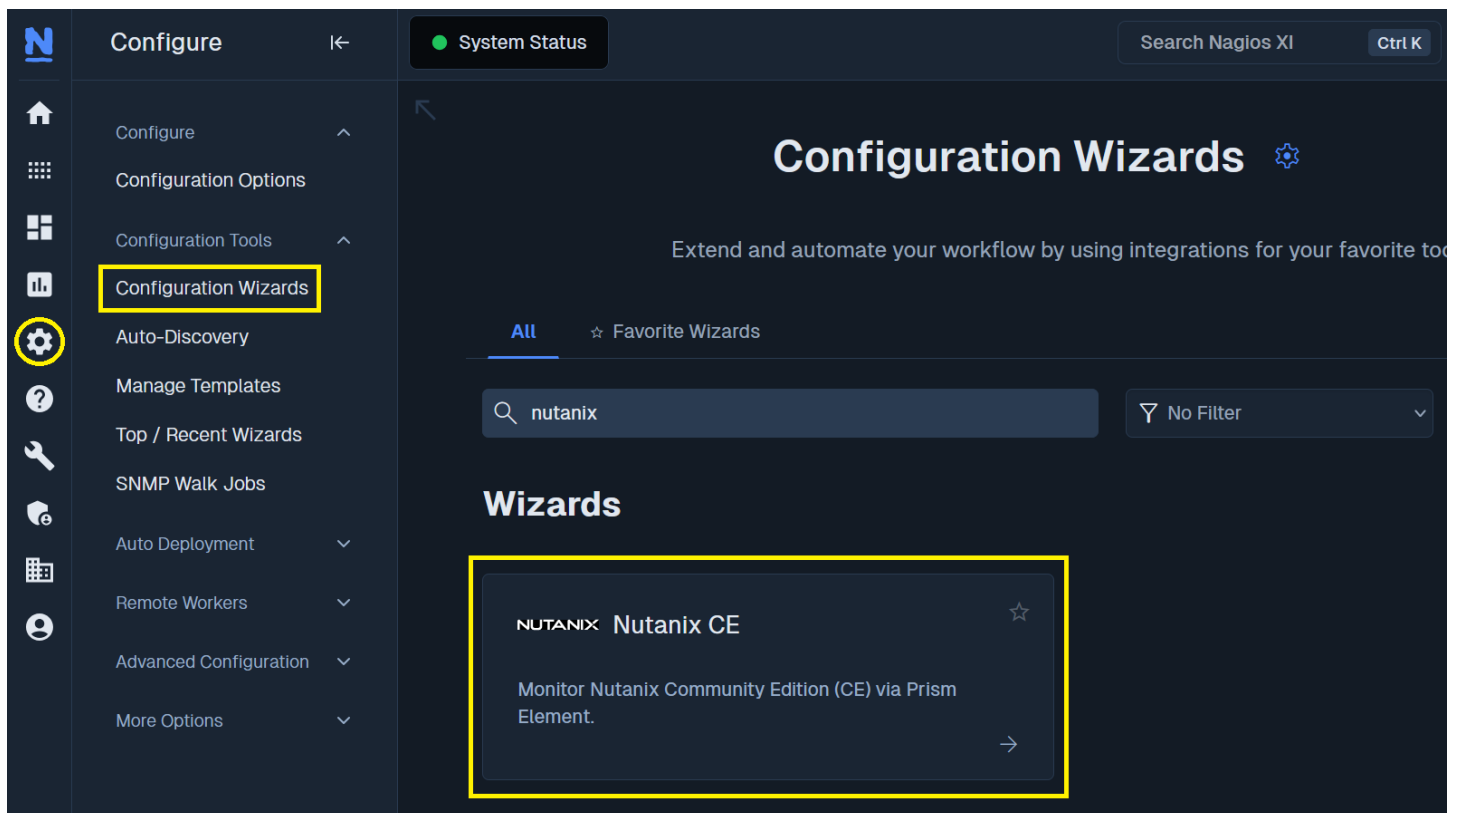 N
Configure
System Status
Search Nagios XI
Ctrl K
Configure
Configuration Options
Configuration Tools
Configuration Wizards
Auto-Discovery
Manage Templates
Top / Recent Wizards
SNMP Walk Jobs
Auto Deployment
Remote Workers
Advanced Configuration
More Options
Configuration Wizards
Extend and automate your workflow by using integrations for your favorite
All
Favorite Wizards
nutanix
No Filter
Wizards
NUTANIX
Nutanix CE
Monitor Nutanix Community Edition (CE) via Prism
Element.